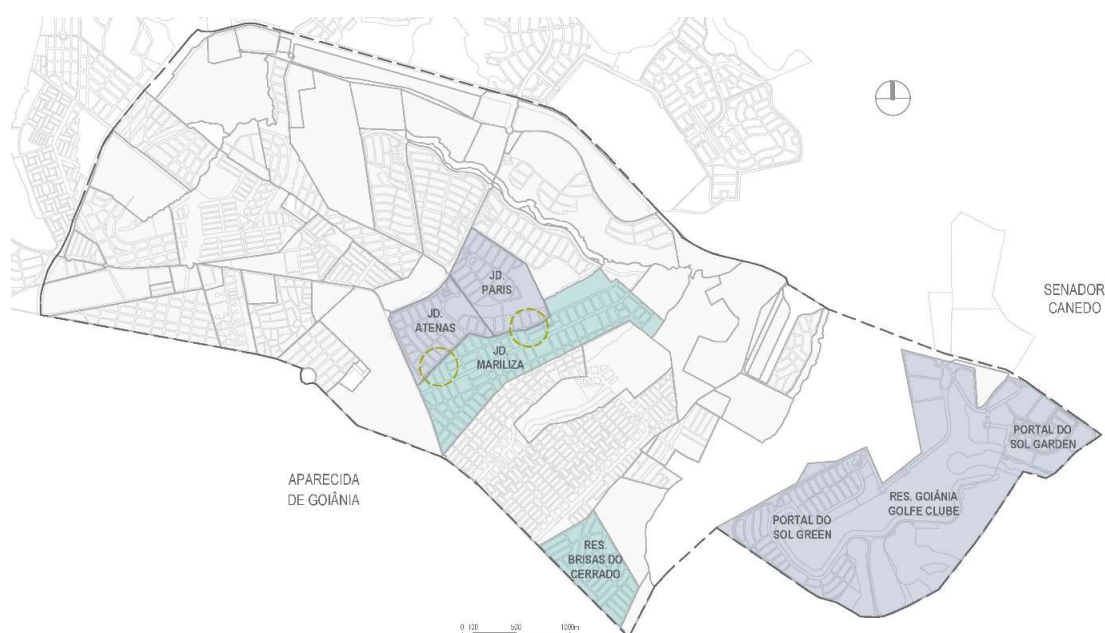 SENADOR
CANEDO
JD.
PARIS
JD.
ATENAS
JD.
MARILIZA
PORTAL DO
SOL GARDEN
RES. GOIÂNIA
GOLFE CLUBE
PORTAL DO
SOL GREEN
APARECIDA
DE GOIÂNIA
RES.
BRISAS DO
CERRADO
0 100 500 1000m